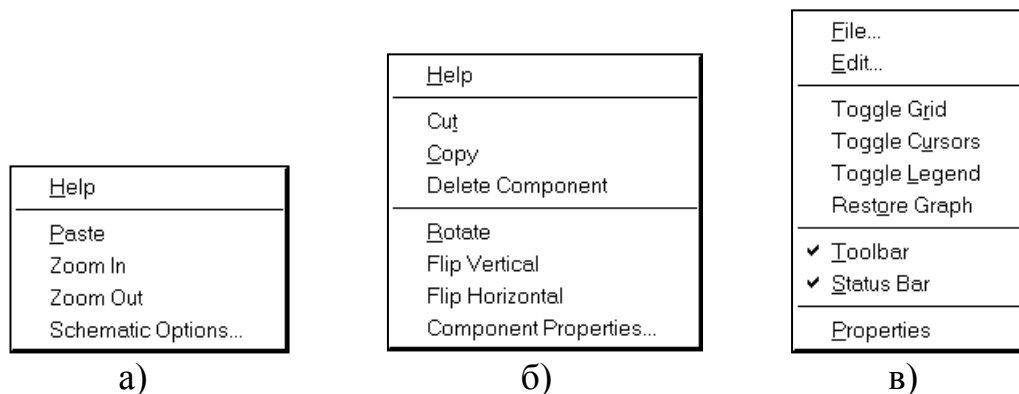 Help
Paste
Zoom In
Zoom Out
Schematic Options...
а)
Help
Cut
Copy
Delete Component
Rotate
Flip Vertical
Flip Horizontal
Component Properties...
б)
File...
Edit...
Toggle Grid
Toggle Cursors
Toggle Legend
Restore Graph
✔ Toolbar
✔ Status Bar
Properties
в)